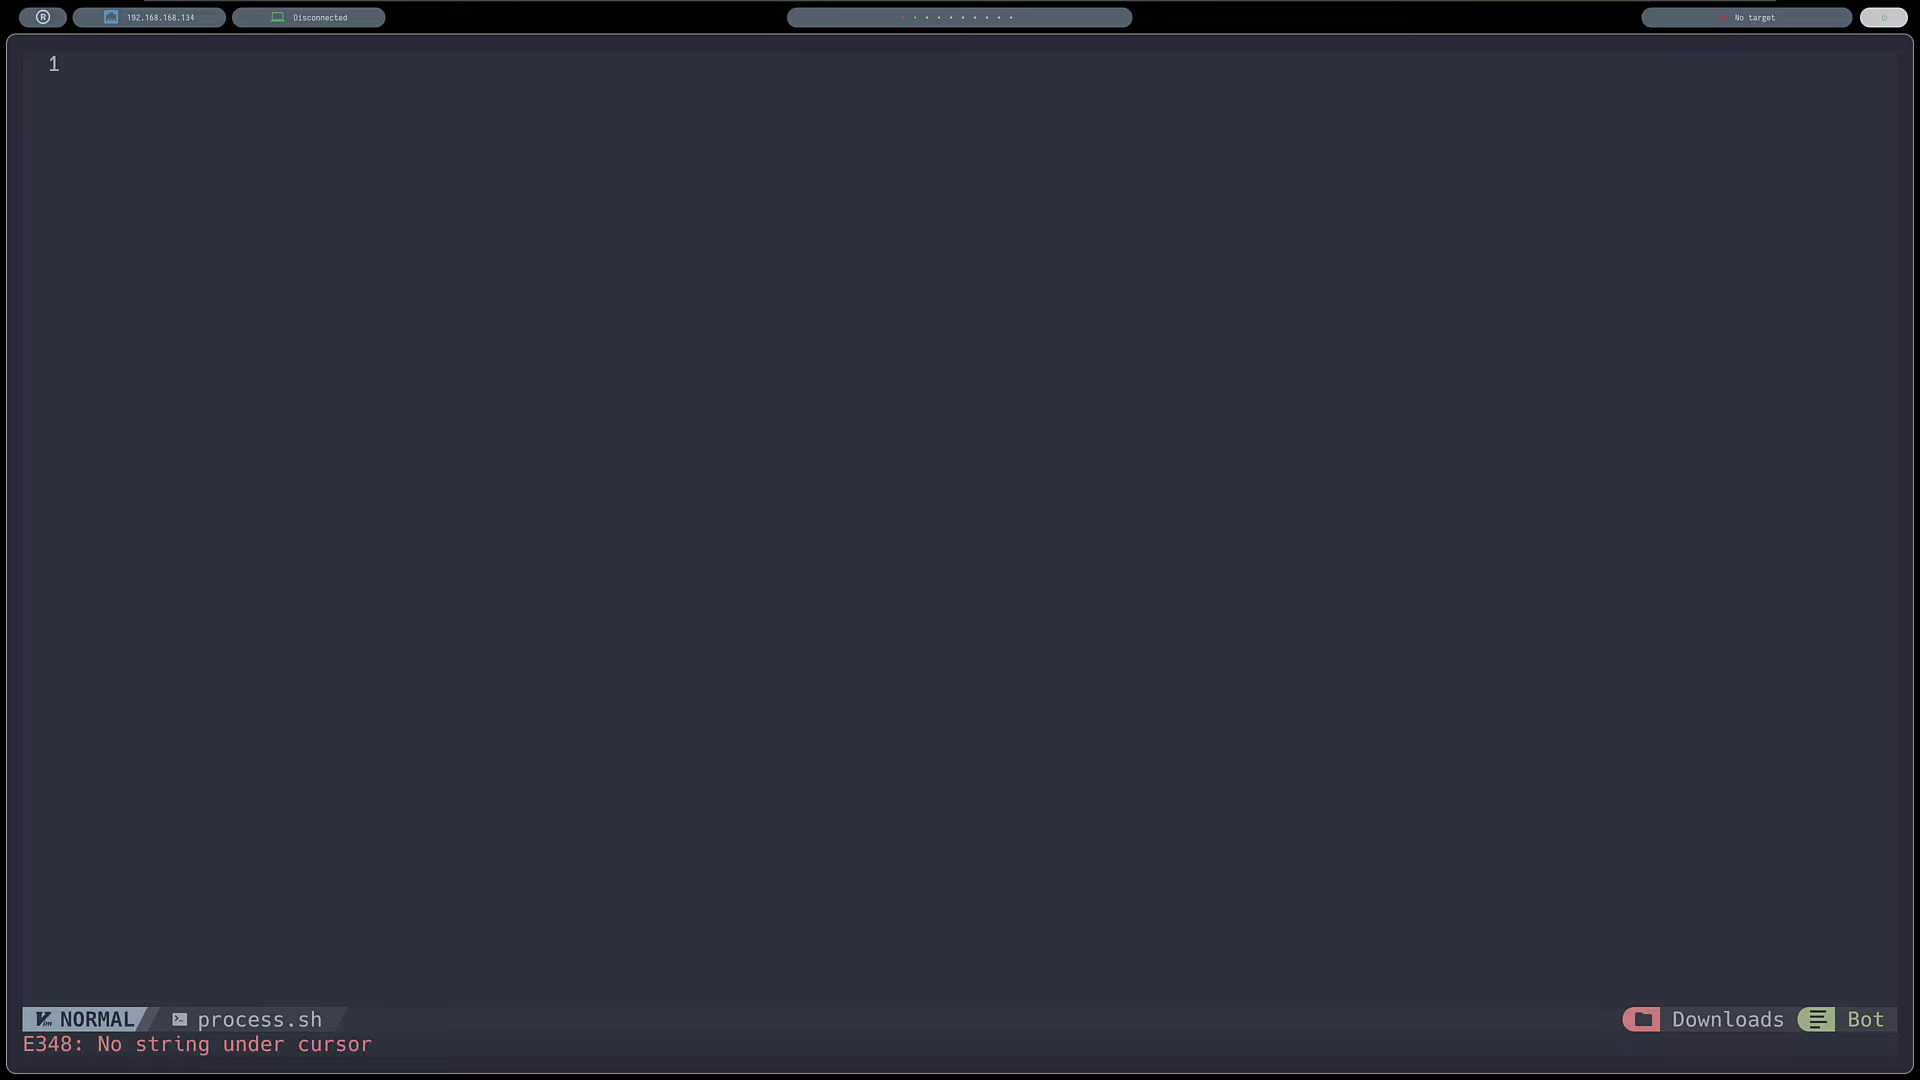 R 192.168.168.134 Disconnected No target
1
NORMAL process.sh Downloads Bot
E348: No string under cursor